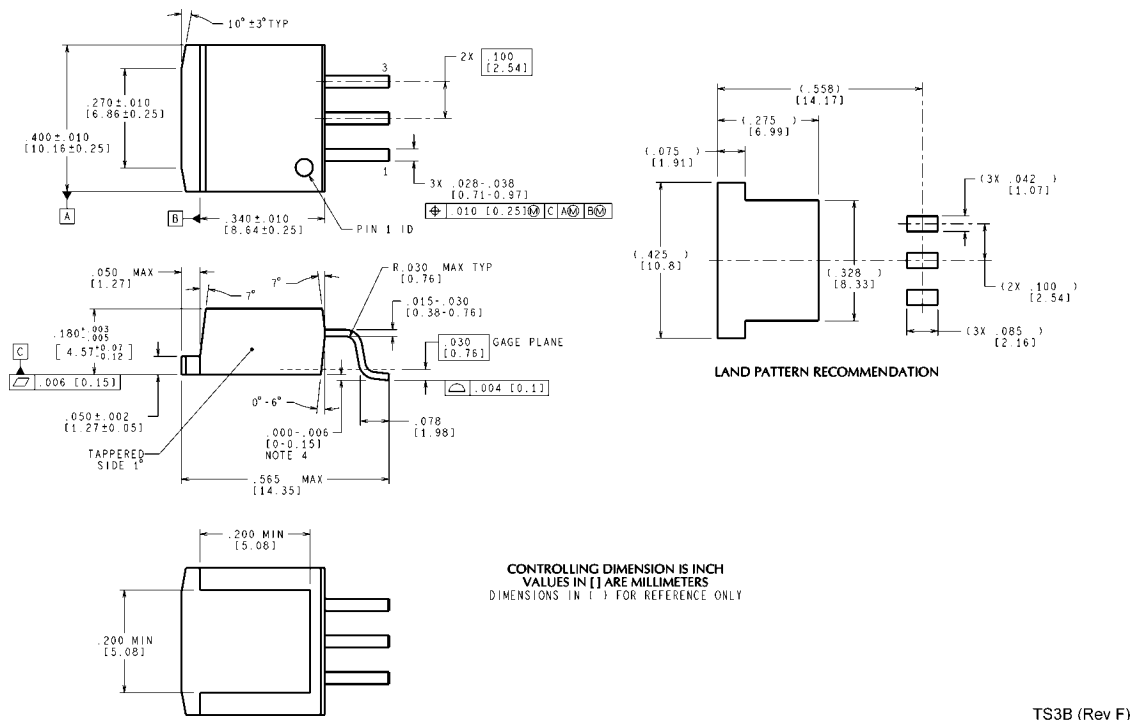 10° ±3° TYP
3
2X .100
[2.54]
.270±.010
[6.86±0.25]
.400±.010
[10.16±0.25]
1
3X .028-.038
[0.71-0.97]
⌖ .010 [0.25]Ⓜ C AⓂ BⓂ
A
B
.340±.010
[8.64±0.25]
PIN 1 ID
(.558)
[14.17]
(.275 )
[6.99]
(.075 )
[1.91]
(3X .042 )
[1.07]
(.425 )
[10.8]
(.328 )
[8.33]
(2X .100 )
[2.54]
(3X .085 )
[2.16]
LAND PATTERN RECOMMENDATION
.050 MAX
[1.27]
7°
7°
R.030 MAX TYP
[0.76]
.015-.030
[0.38-0.76]
.180 +.003 -.005
[ 4.57 +0.07 -0.12 ]
.030
[0.76]
GAGE PLANE
C
⏥ .006 [0.15]
⌓ .004 [0.1]
0°-6°
.050±.002
[1.27±0.05]
.078
[1.98]
.000-.006
[0-0.15]
NOTE 4
TAPPERED
SIDE 1°
.565 MAX
[14.35]
.200 MIN
[5.08]
.200 MIN
[5.08]
CONTROLLING DIMENSION IS INCH
VALUES IN [ ] ARE MILLIMETERS
DIMENSIONS IN ( ) FOR REFERENCE ONLY
TS3B (Rev F)